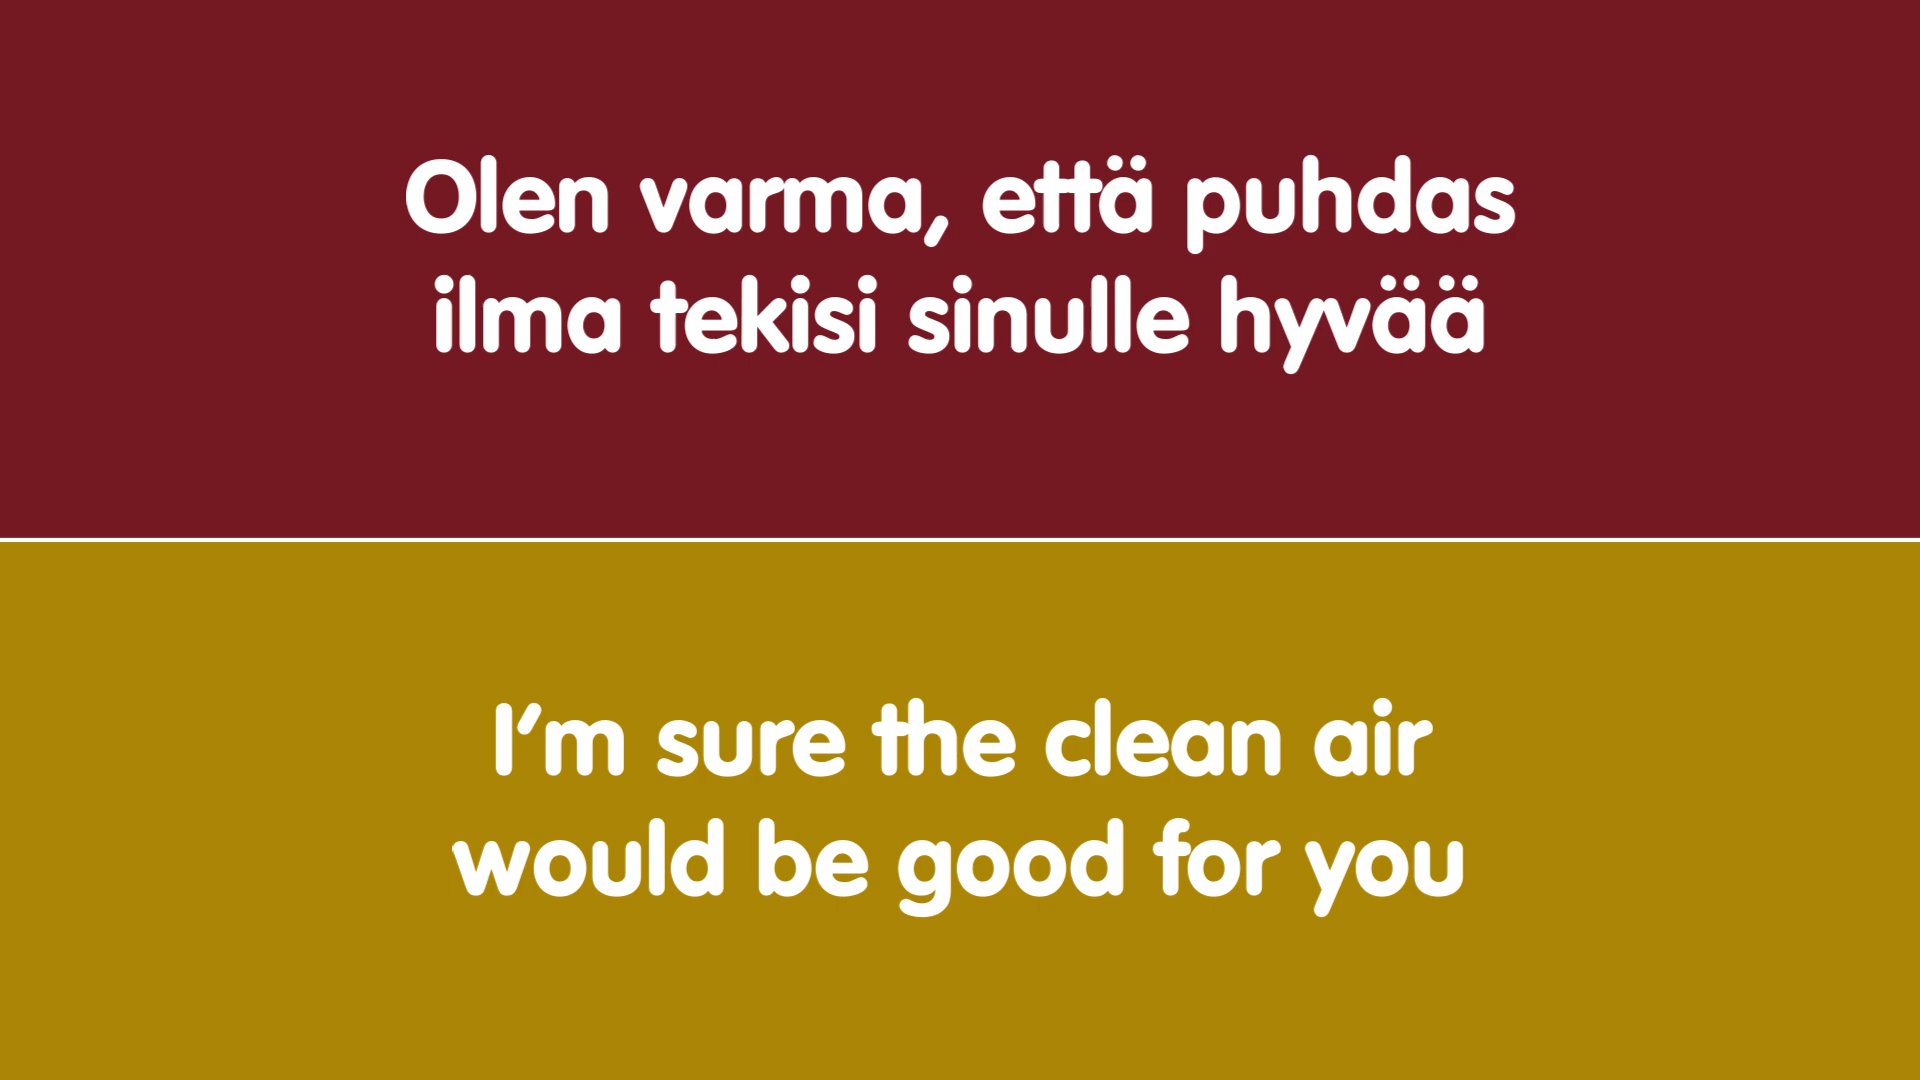 Olen varma, että puhdas
ilma tekisi sinulle hyvää
I'm sure the clean air
would be good for you